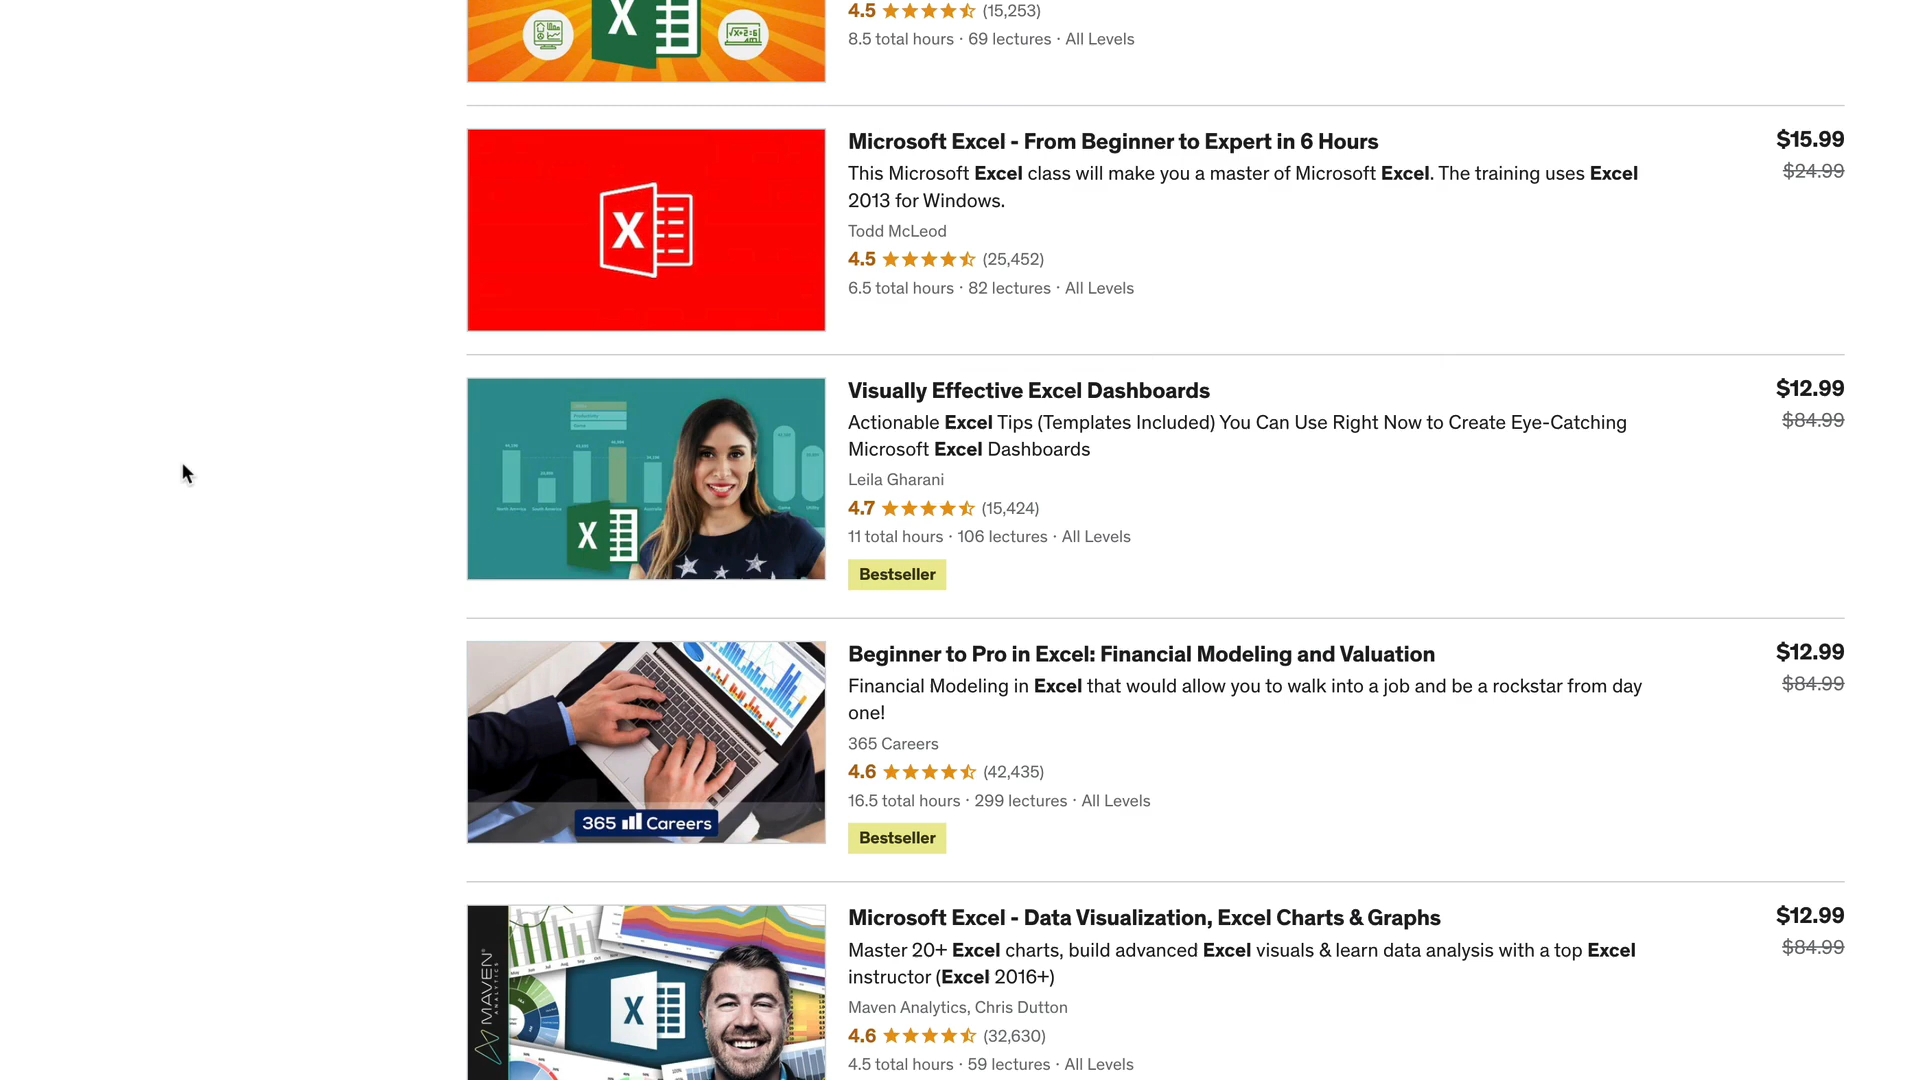 4.5 (15,253)
8.5 total hours · 69 lectures · All Levels
X
√x+2=6
Microsoft Excel - From Beginner to Expert in 6 Hours $15.99
This Microsoft Excel class will make you a master of Microsoft Excel. The training uses Excel $24.99
2013 for Windows.
Todd McLeod
4.5 (25,452)
6.5 total hours · 82 lectures · All Levels
X
Visually Effective Excel Dashboards $12.99
Actionable Excel Tips (Templates Included) You Can Use Right Now to Create Eye-Catching $84.99
Microsoft Excel Dashboards
Leila Gharani
4.7 (15,424)
11 total hours · 106 lectures · All Levels
Bestseller
X
Beginner to Pro in Excel: Financial Modeling and Valuation $12.99
Financial Modeling in Excel that would allow you to walk into a job and be a rockstar from day $84.99
one!
365 Careers
4.6 (42,435)
16.5 total hours · 299 lectures · All Levels
Bestseller
365 Careers
Microsoft Excel - Data Visualization, Excel Charts & Graphs $12.99
Master 20+ Excel charts, build advanced Excel visuals & learn data analysis with a top Excel $84.99
instructor (Excel 2016+)
Maven Analytics, Chris Dutton
4.6 (32,630)
4.5 total hours · 59 lectures · All Levels
MAVEN
ANALYTICS
X